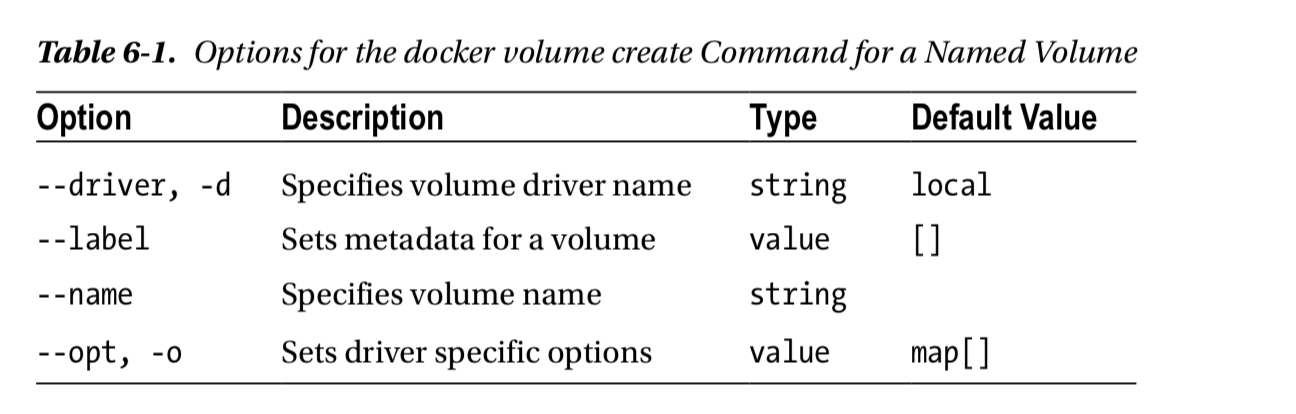 Table 6-1. Options for the docker volume create Command for a Named Volume
Option Description Type Default Value
--driver, -d Specifies volume driver name string local
--label Sets metadata for a volume value []
--name Specifies volume name string
--opt, -o Sets driver specific options value map[]